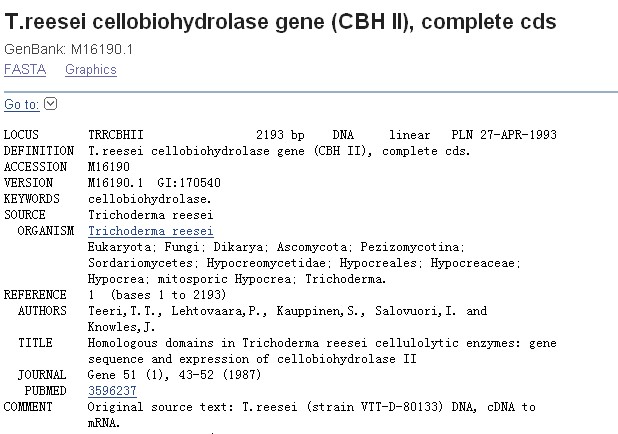 T.reesei cellobiohydrolase gene (CBH II), complete cds
GenBank: M16190.1
FASTA Graphics
Go to:
LOCUS TRRCBHII 2193 bp DNA linear PLN 27-APR-1993
DEFINITION T.reesei cellobiohydrolase gene (CBH II), complete cds.
ACCESSION M16190
VERSION M16190.1 GI:170540
KEYWORDS cellobiohydrolase.
SOURCE Trichoderma reesei
ORGANISM Trichoderma reesei
Eukaryota; Fungi; Dikarya; Ascomycota; Pezizomycotina;
Sordariomycetes; Hypocreomycetidae; Hypocreales; Hypocreaceae;
Hypocrea; mitosporic Hypocrea; Trichoderma.
REFERENCE 1 (bases 1 to 2193)
AUTHORS Teeri,T.T., Lehtovaara,P., Kauppinen,S., Salovuori,I. and
Knowles,J.
TITLE Homologous domains in Trichoderma reesei cellulolytic enzymes: gene
sequence and expression of cellobiohydrolase II
JOURNAL Gene 51 (1), 43-52 (1987)
PUBMED 3596237
COMMENT Original source text: T.reesei (strain VTT-D-80133) DNA, cDNA to
mRNA.